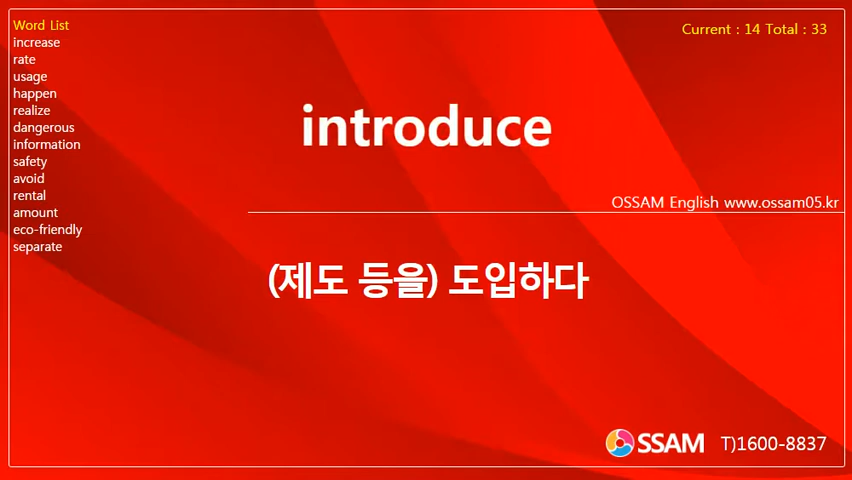 Word List
increase
rate
usage
happen
realize
dangerous
information
safety
avoid
rental
amount
eco-friendly
separate
Current : 14 Total : 33
introduce
OSSAM English www.ossam05.kr
(제도 등을) 도입하다
OSSAM T)1600-8837